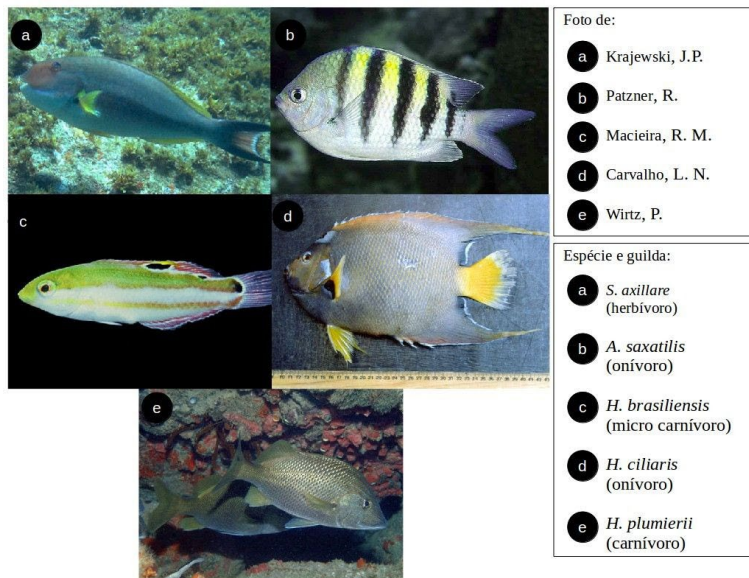 a
b
c
d
e
Foto de:
a Krajewski, J.P.
b Patzner, R.
c Macieira, R. M.
d Carvalho, L. N.
e Wirtz, P.
Espécie e guilda:
a S. axillare
(herbívoro)
b A. saxatilis
(onívoro)
c H. brasiliensis
(micro carnívoro)
d H. ciliaris
(onívoro)
e H. plumierii
(carnívoro)